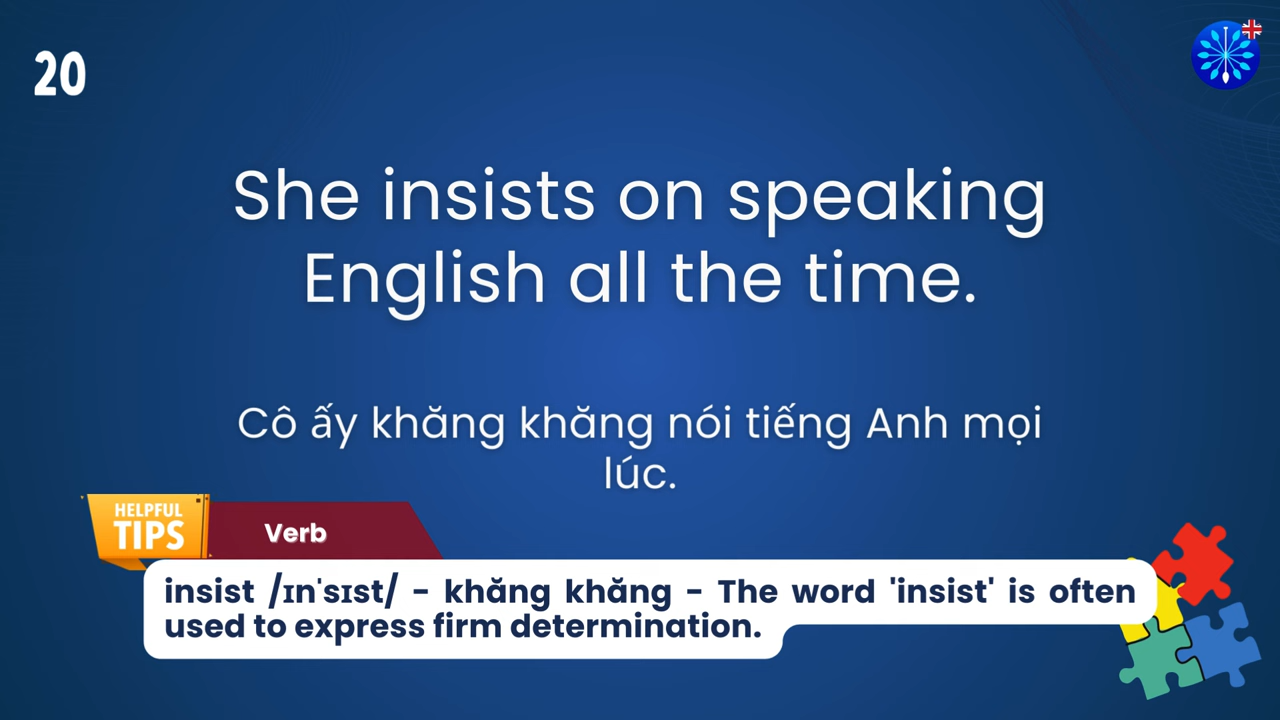 20
She insists on speaking
English all the time.
Cô ấy khăng khăng nói tiếng Anh mọi
lúc.
HELPFUL
TIPS
Verb
insist /ɪnˈsɪst/ - khăng khăng - The word 'insist' is often
used to express firm determination.